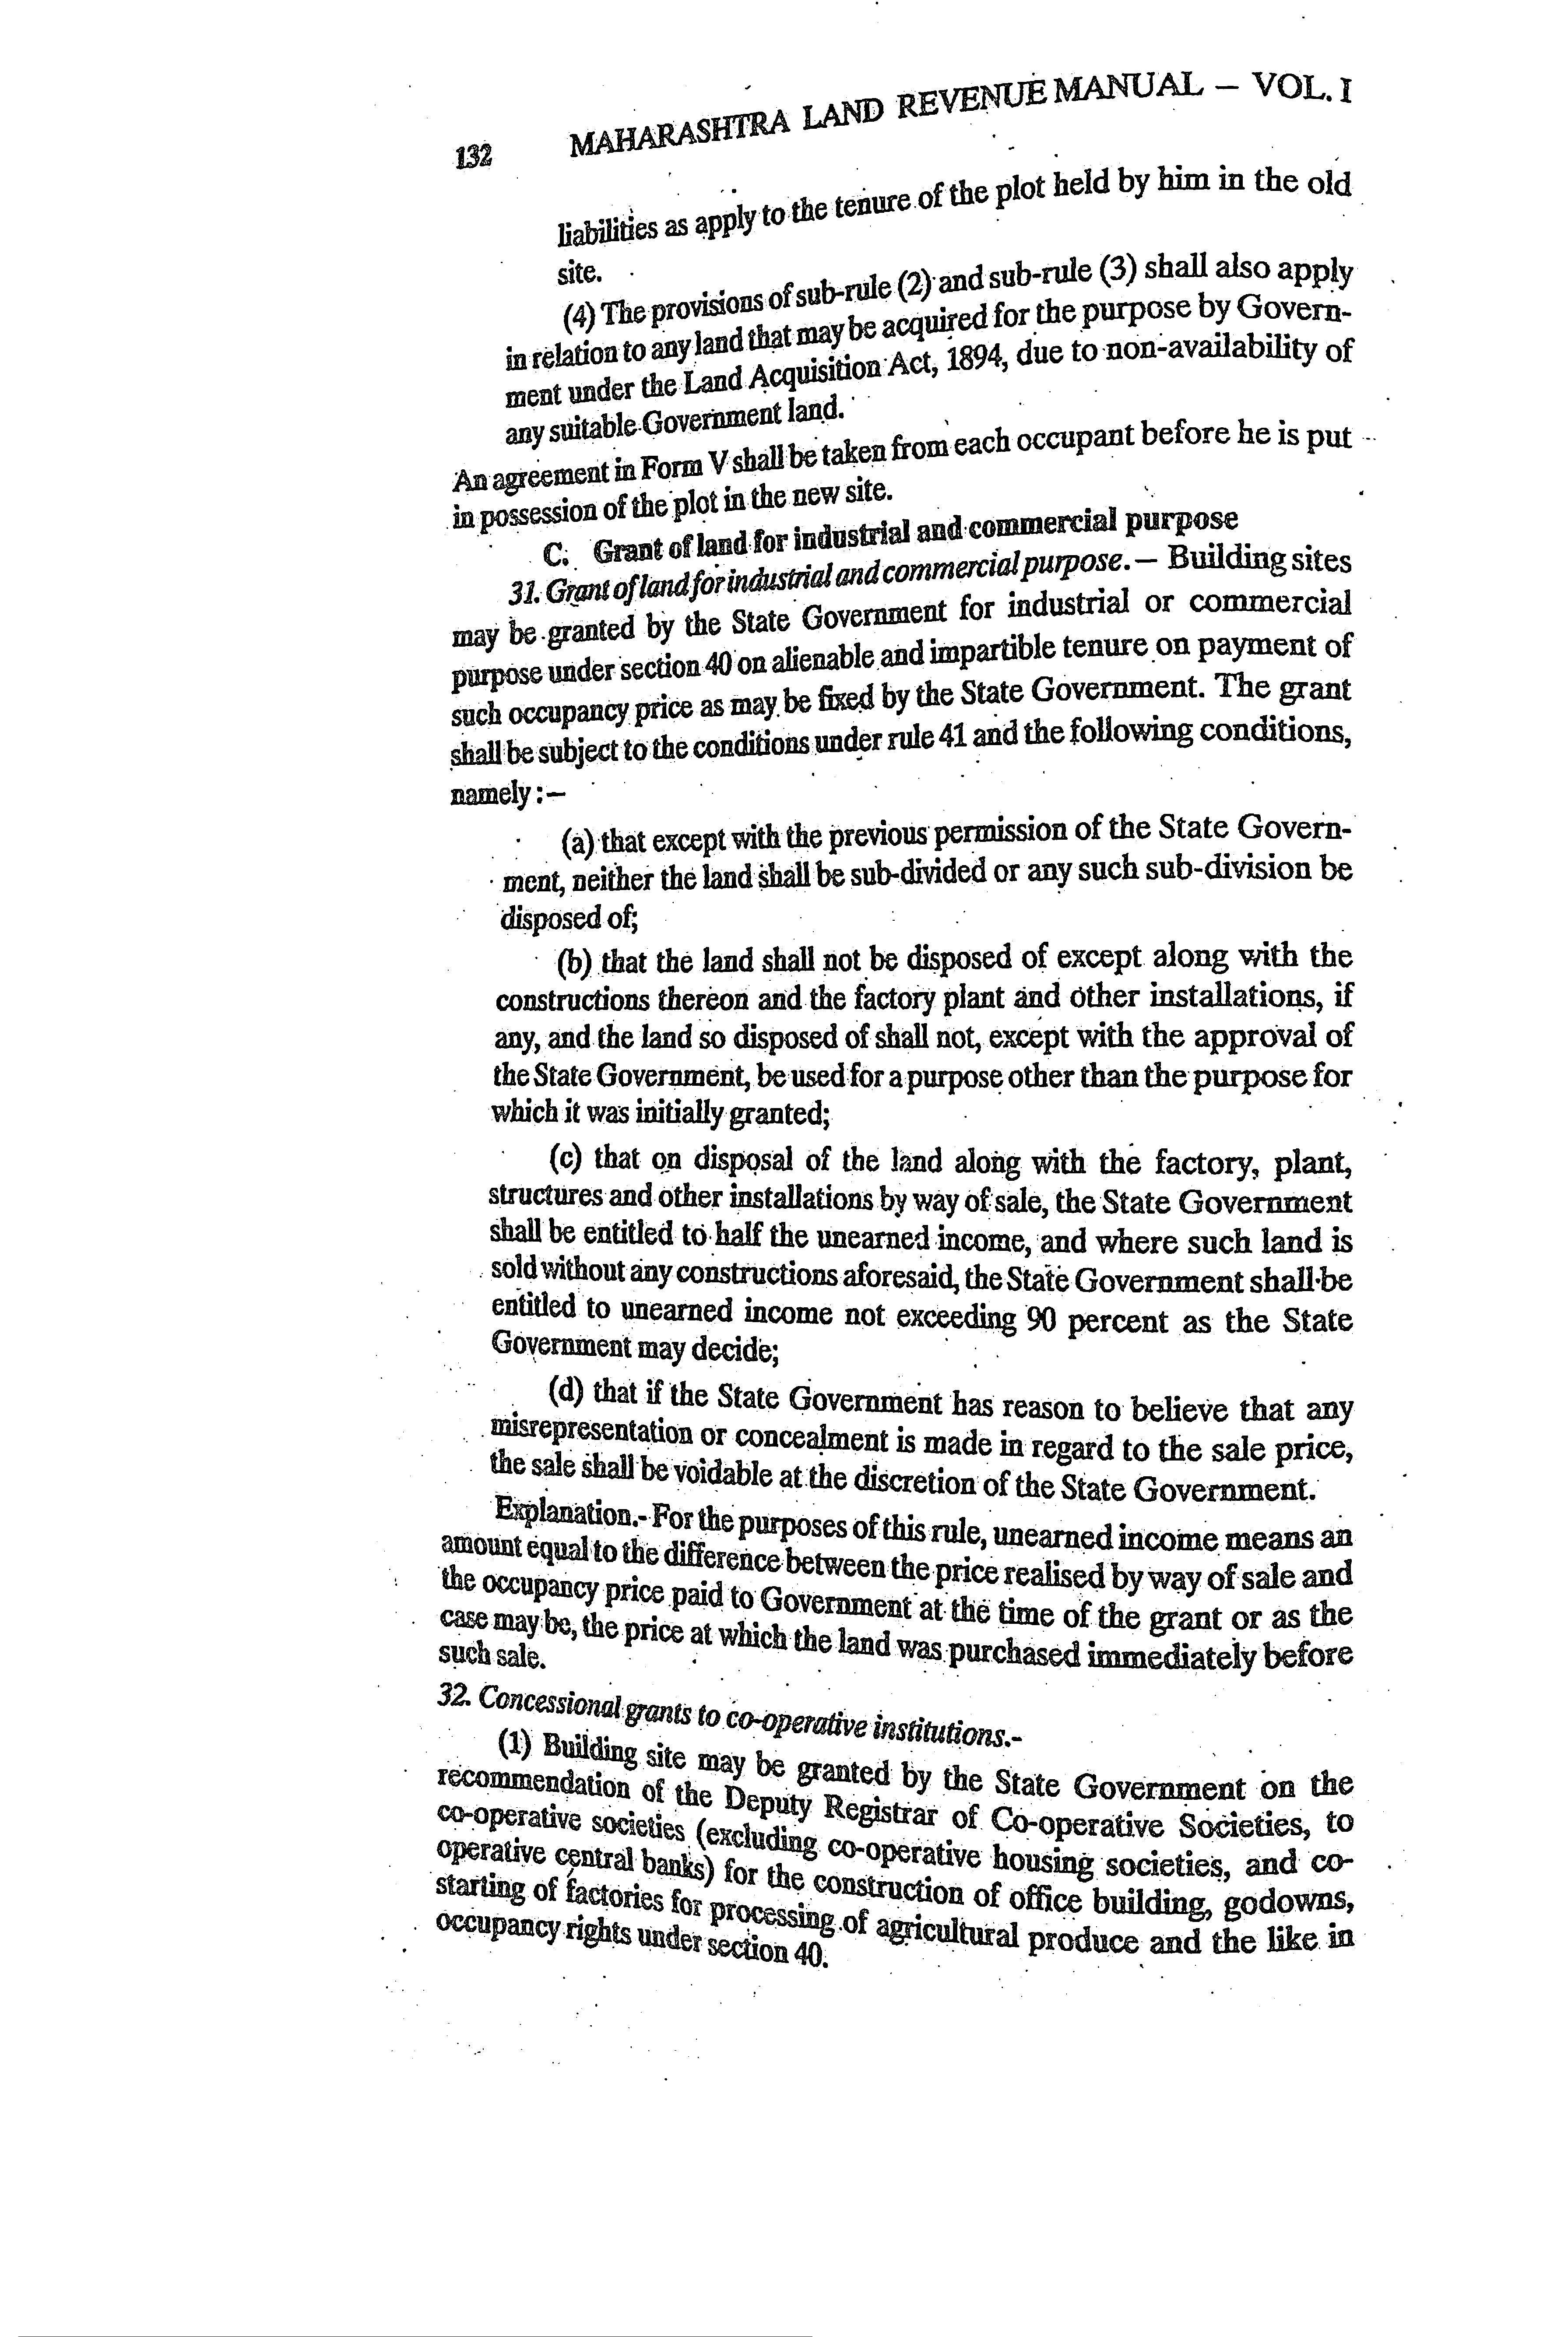 132 MAHARASHTRA LAND REVENUE MANUAL – VOL. I
liabilities as apply to the tenure of the plot held by him in the old
site.
(4) The provisions of sub-rule (2) and sub-rule (3) shall also apply
in relation to any land that may be acquired for the purpose by Govern-
ment under the Land Acquisition Act, 1894, due to non-availability of
any suitable Government land.
An agreement in Form V shall be taken from each occupant before he is put
in possession of the plot in the new site.
C. Grant of land for industrial and commercial purpose
31. Grant of land for industrial and commercial purpose. – Building sites
may be granted by the State Government for industrial or commercial
purpose under section 40 on alienable and impartible tenure on payment of
such occupancy price as may be fixed by the State Government. The grant
shall be subject to the conditions under rule 41 and the following conditions,
namely :–
(a) that except with the previous permission of the State Govern-
ment, neither the land shall be sub-divided or any such sub-division be
disposed of;
(b) that the land shall not be disposed of except along with the
constructions thereon and the factory plant and other installations, if
any, and the land so disposed of shall not, except with the approval of
the State Government, be used for a purpose other than the purpose for
which it was initially granted;
(c) that on disposal of the land along with the factory, plant,
structures and other installations by way of sale, the State Government
shall be entitled to half the unearned income, and where such land is
sold without any constructions aforesaid, the State Government shall be
entitled to unearned income not exceeding 90 percent as the State
Government may decide;
(d) that if the State Government has reason to believe that any
misrepresentation or concealment is made in regard to the sale price,
the sale shall be voidable at the discretion of the State Government.
Explanation.- For the purposes of this rule, unearned income means an
amount equal to the difference between the price realised by way of sale and
the occupancy price paid to Government at the time of the grant or as the
case may be, the price at which the land was purchased immediately before
such sale.
32. Concessional grants to co-operative institutions.-
(1) Building site may be granted by the State Government on the
recommendation of the Deputy Registrar of Co-operative Societies, to
co-operative societies (excluding co-operative housing societies, and co-
operative central banks) for the construction of office building, godowns,
starting of factories for processing of agricultural produce and the like in
occupancy rights under section 40.